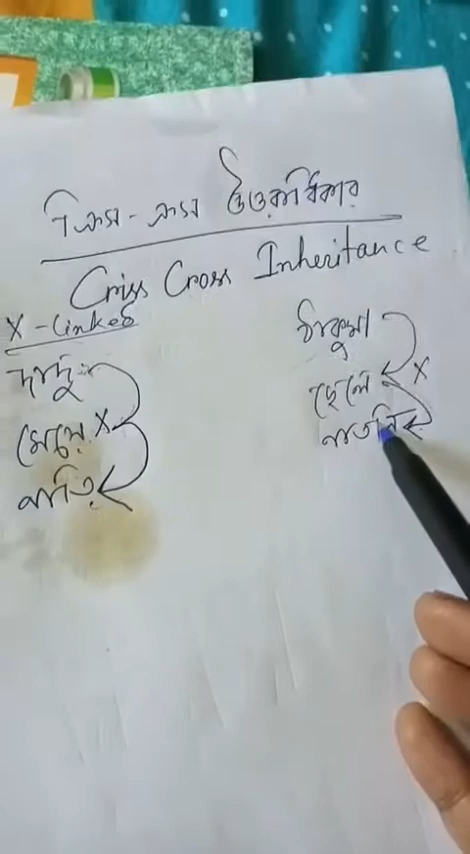 ক্রিস-ক্রস উত্তরাধিকার
Criss Cross Inheritance
X-Linked
দাদু
মেয়ে X
নাতি
ঠাকুমা
ছেলে X
নাতনি